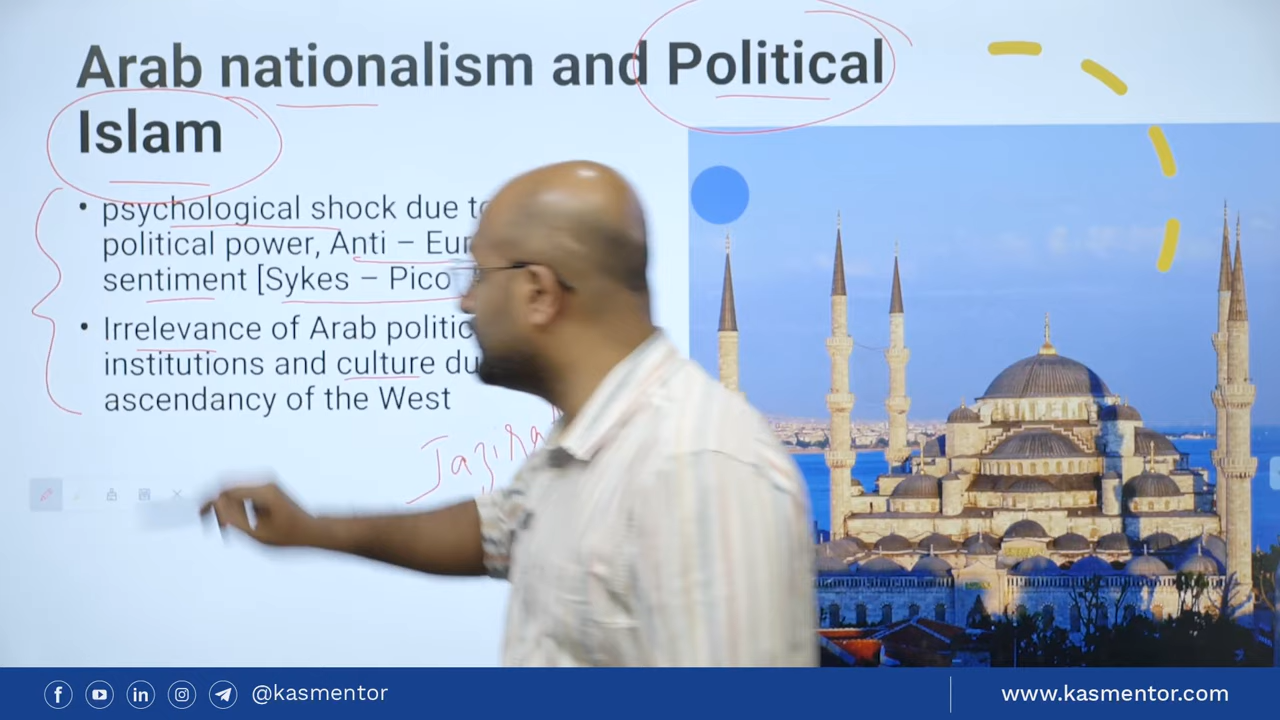 Arab nationalism and Political
Islam
• psychological shock due to
political power, Anti – Eur
sentiment [Sykes – Pico
• Irrelevance of Arab politic
institutions and culture du
ascendancy of the West
Jazira
@kasmentor
www.kasmentor.com